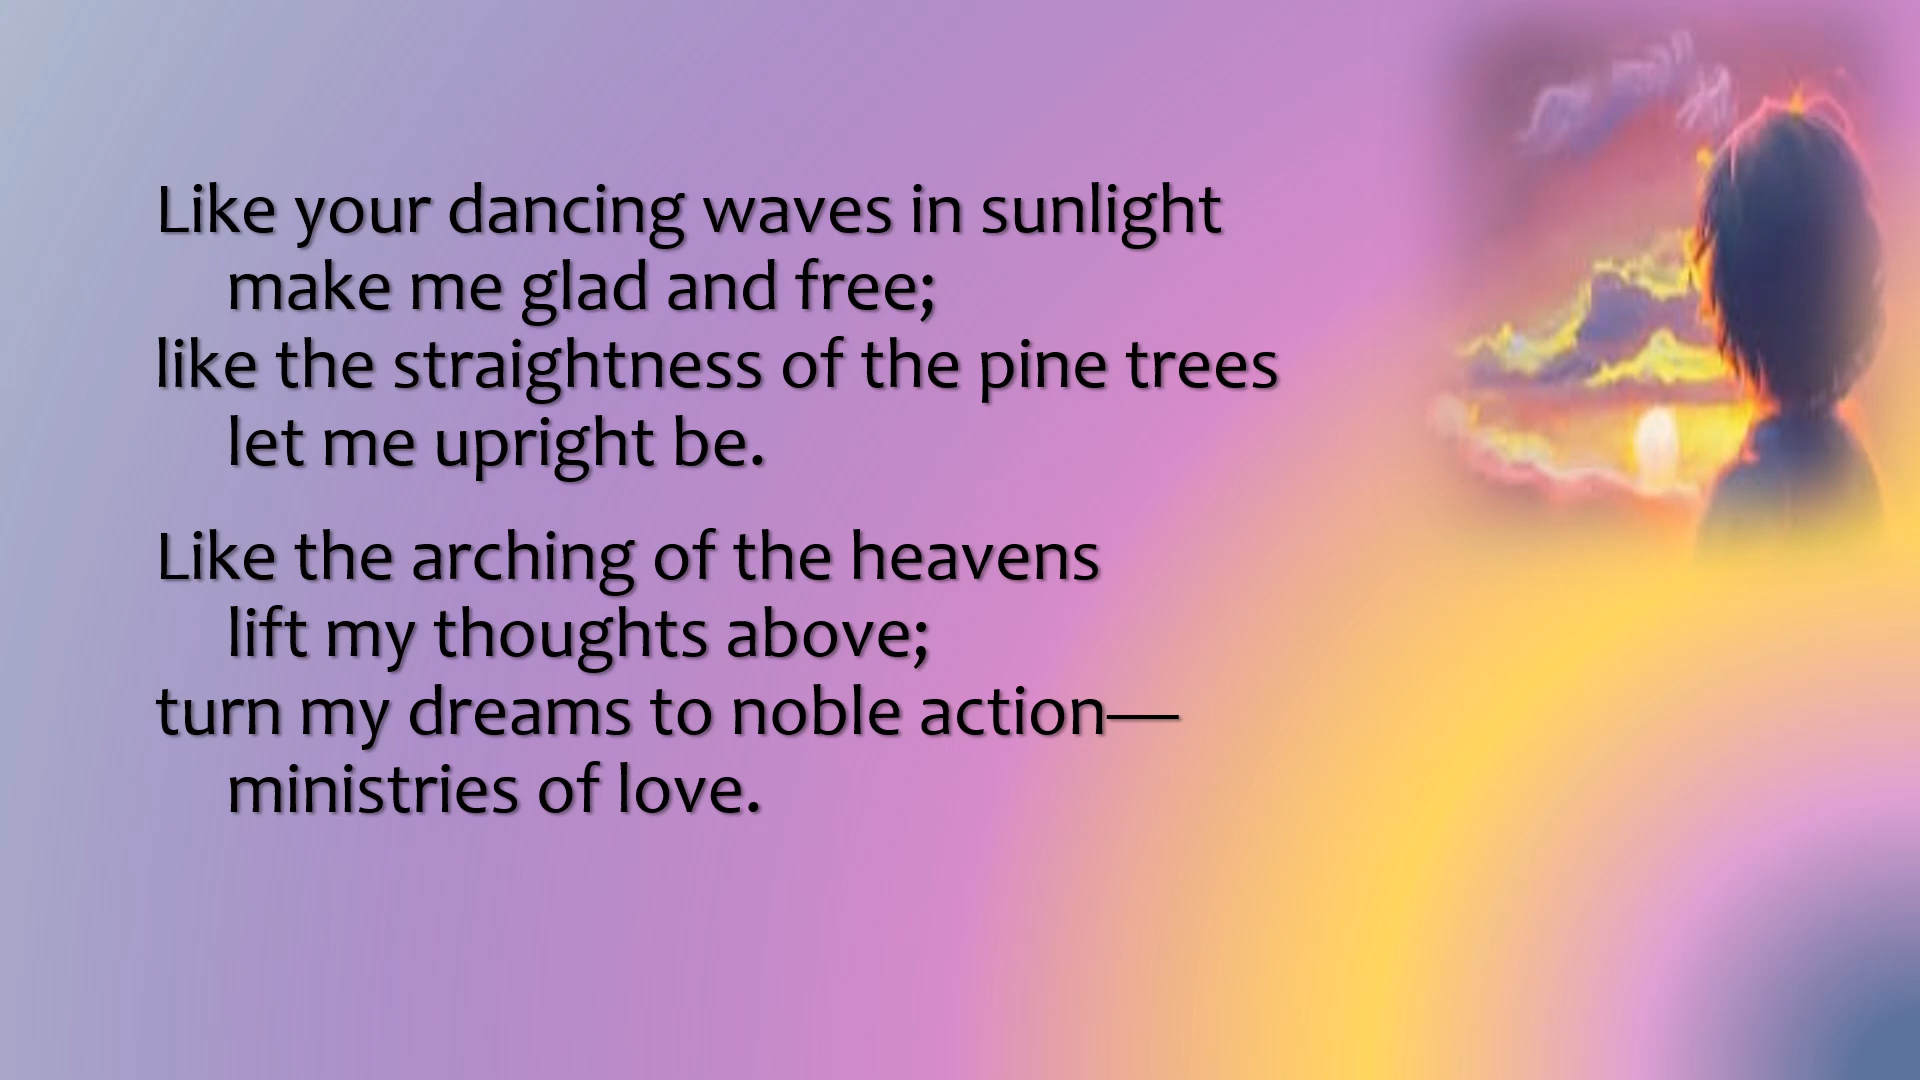 Like your dancing waves in sunlight
make me glad and free;
like the straightness of the pine trees
let me upright be.
Like the arching of the heavens
lift my thoughts above;
turn my dreams to noble action—
ministries of love.